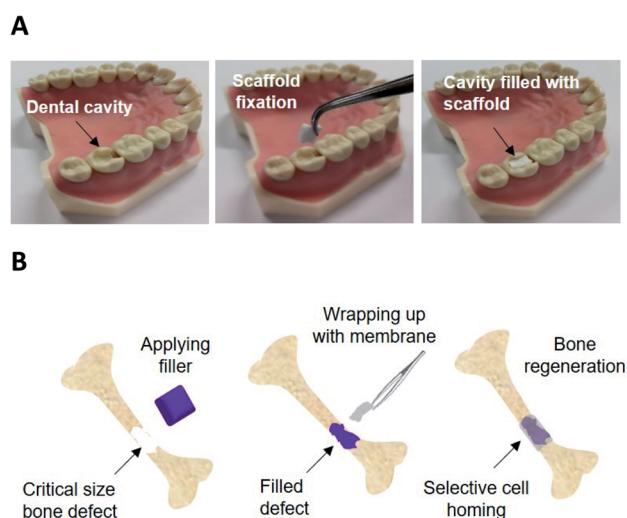 A
Dental cavity
Scaffold
fixation
Cavity filled with
scaffold
B
Applying
filler
Critical size
bone defect
Wrapping up
with membrane
Filled
defect
Bone
regeneration
Selective cell
homing